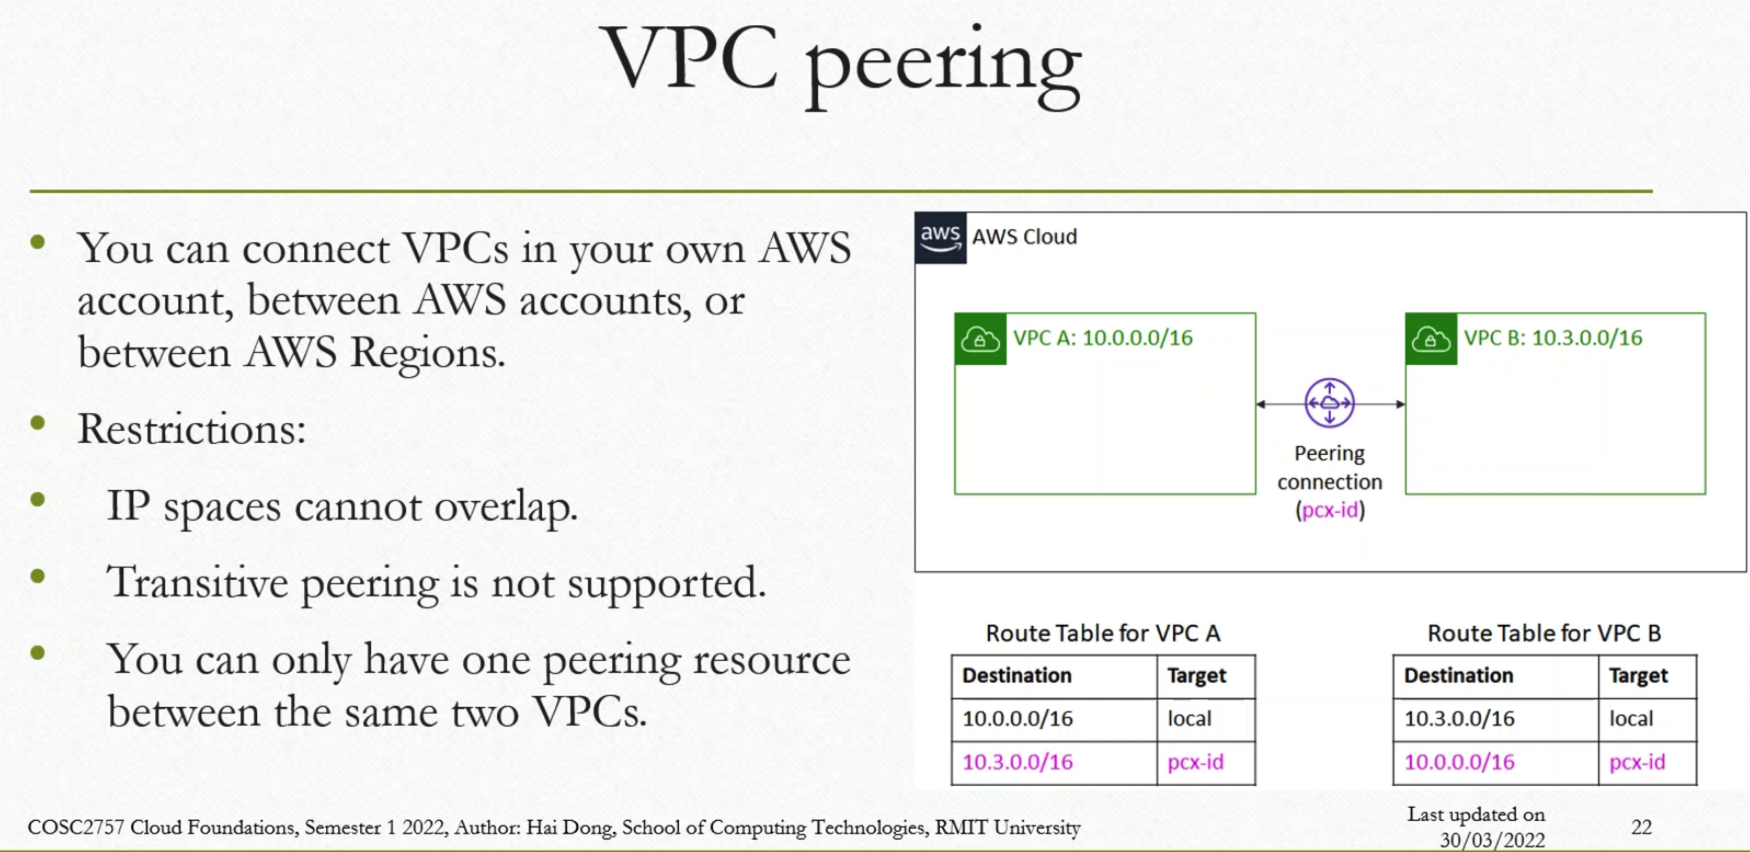 VPC peering
You can connect VPCs in your own AWS
account, between AWS accounts, or
between AWS Regions.
Restrictions:
IP spaces cannot overlap.
Transitive peering is not supported.
You can only have one peering resource
between the same two VPCs.
aws AWS Cloud
VPC A: 10.0.0.0/16
VPC B: 10.3.0.0/16
Peering
connection
(pcx-id)
Route Table for VPC A
Destination Target
10.0.0.0/16 local
10.3.0.0/16 pcx-id
Route Table for VPC B
Destination Target
10.3.0.0/16 local
10.0.0.0/16 pcx-id
COSC2757 Cloud Foundations, Semester 1 2022, Author: Hai Dong, School of Computing Technologies, RMIT University
Last updated on
30/03/2022
22